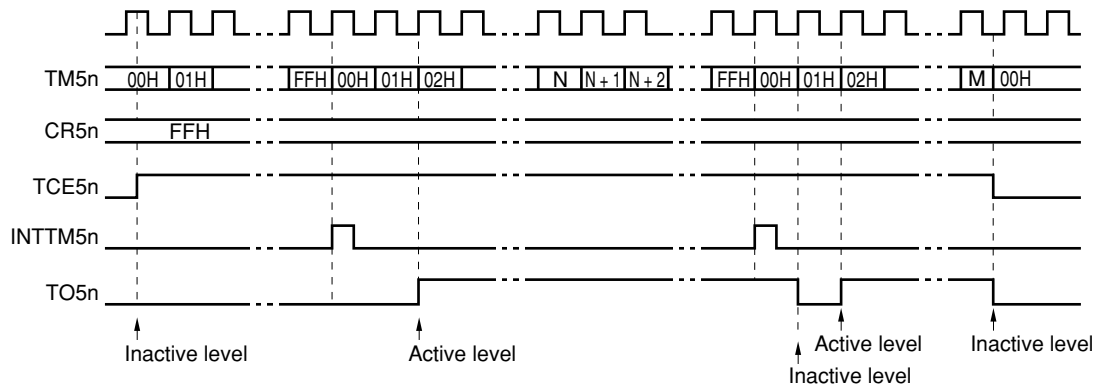 TM5n 00H 01H FFH 00H 01H 02H N N + 1 N + 2 FFH 00H 01H 02H M 00H
CR5n FFH
TCE5n
INTTM5n
TO5n
Inactive level Active level Active level Inactive level
Inactive level